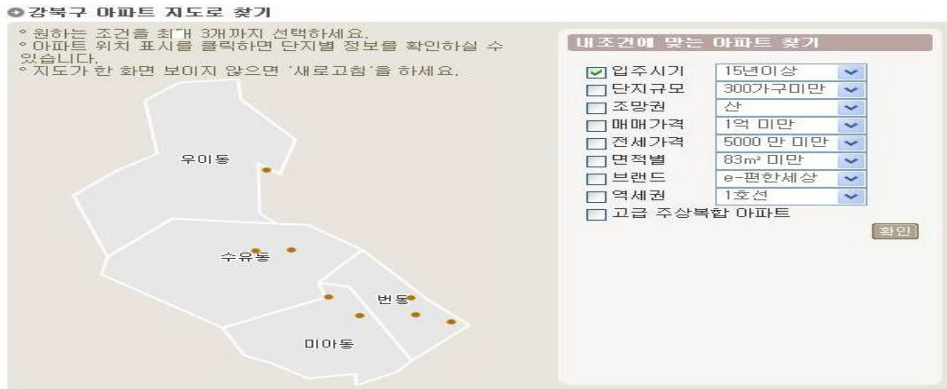 강북구 아파트 지도로 찾기
° 원하는 조건을 최대 3개까지 선택하세요.
° 아파트 위치 표시를 클릭하면 단지별 정보를 확인하실 수
있습니다.
° 지도가 한 화면 보이지 않으면 '새로고침'을 하세요.
우이동
수유동
번동
미아동
내조건에 맞는 아파트 찾기
입주시기 15년이상
단지규모 300가구미만
조망권 산
매매가격 1억 미만
전세가격 5000 만 미만
면적별 83m² 미만
브랜드 e-편한세상
역세권 1호선
고급 주상복합 아파트
확인